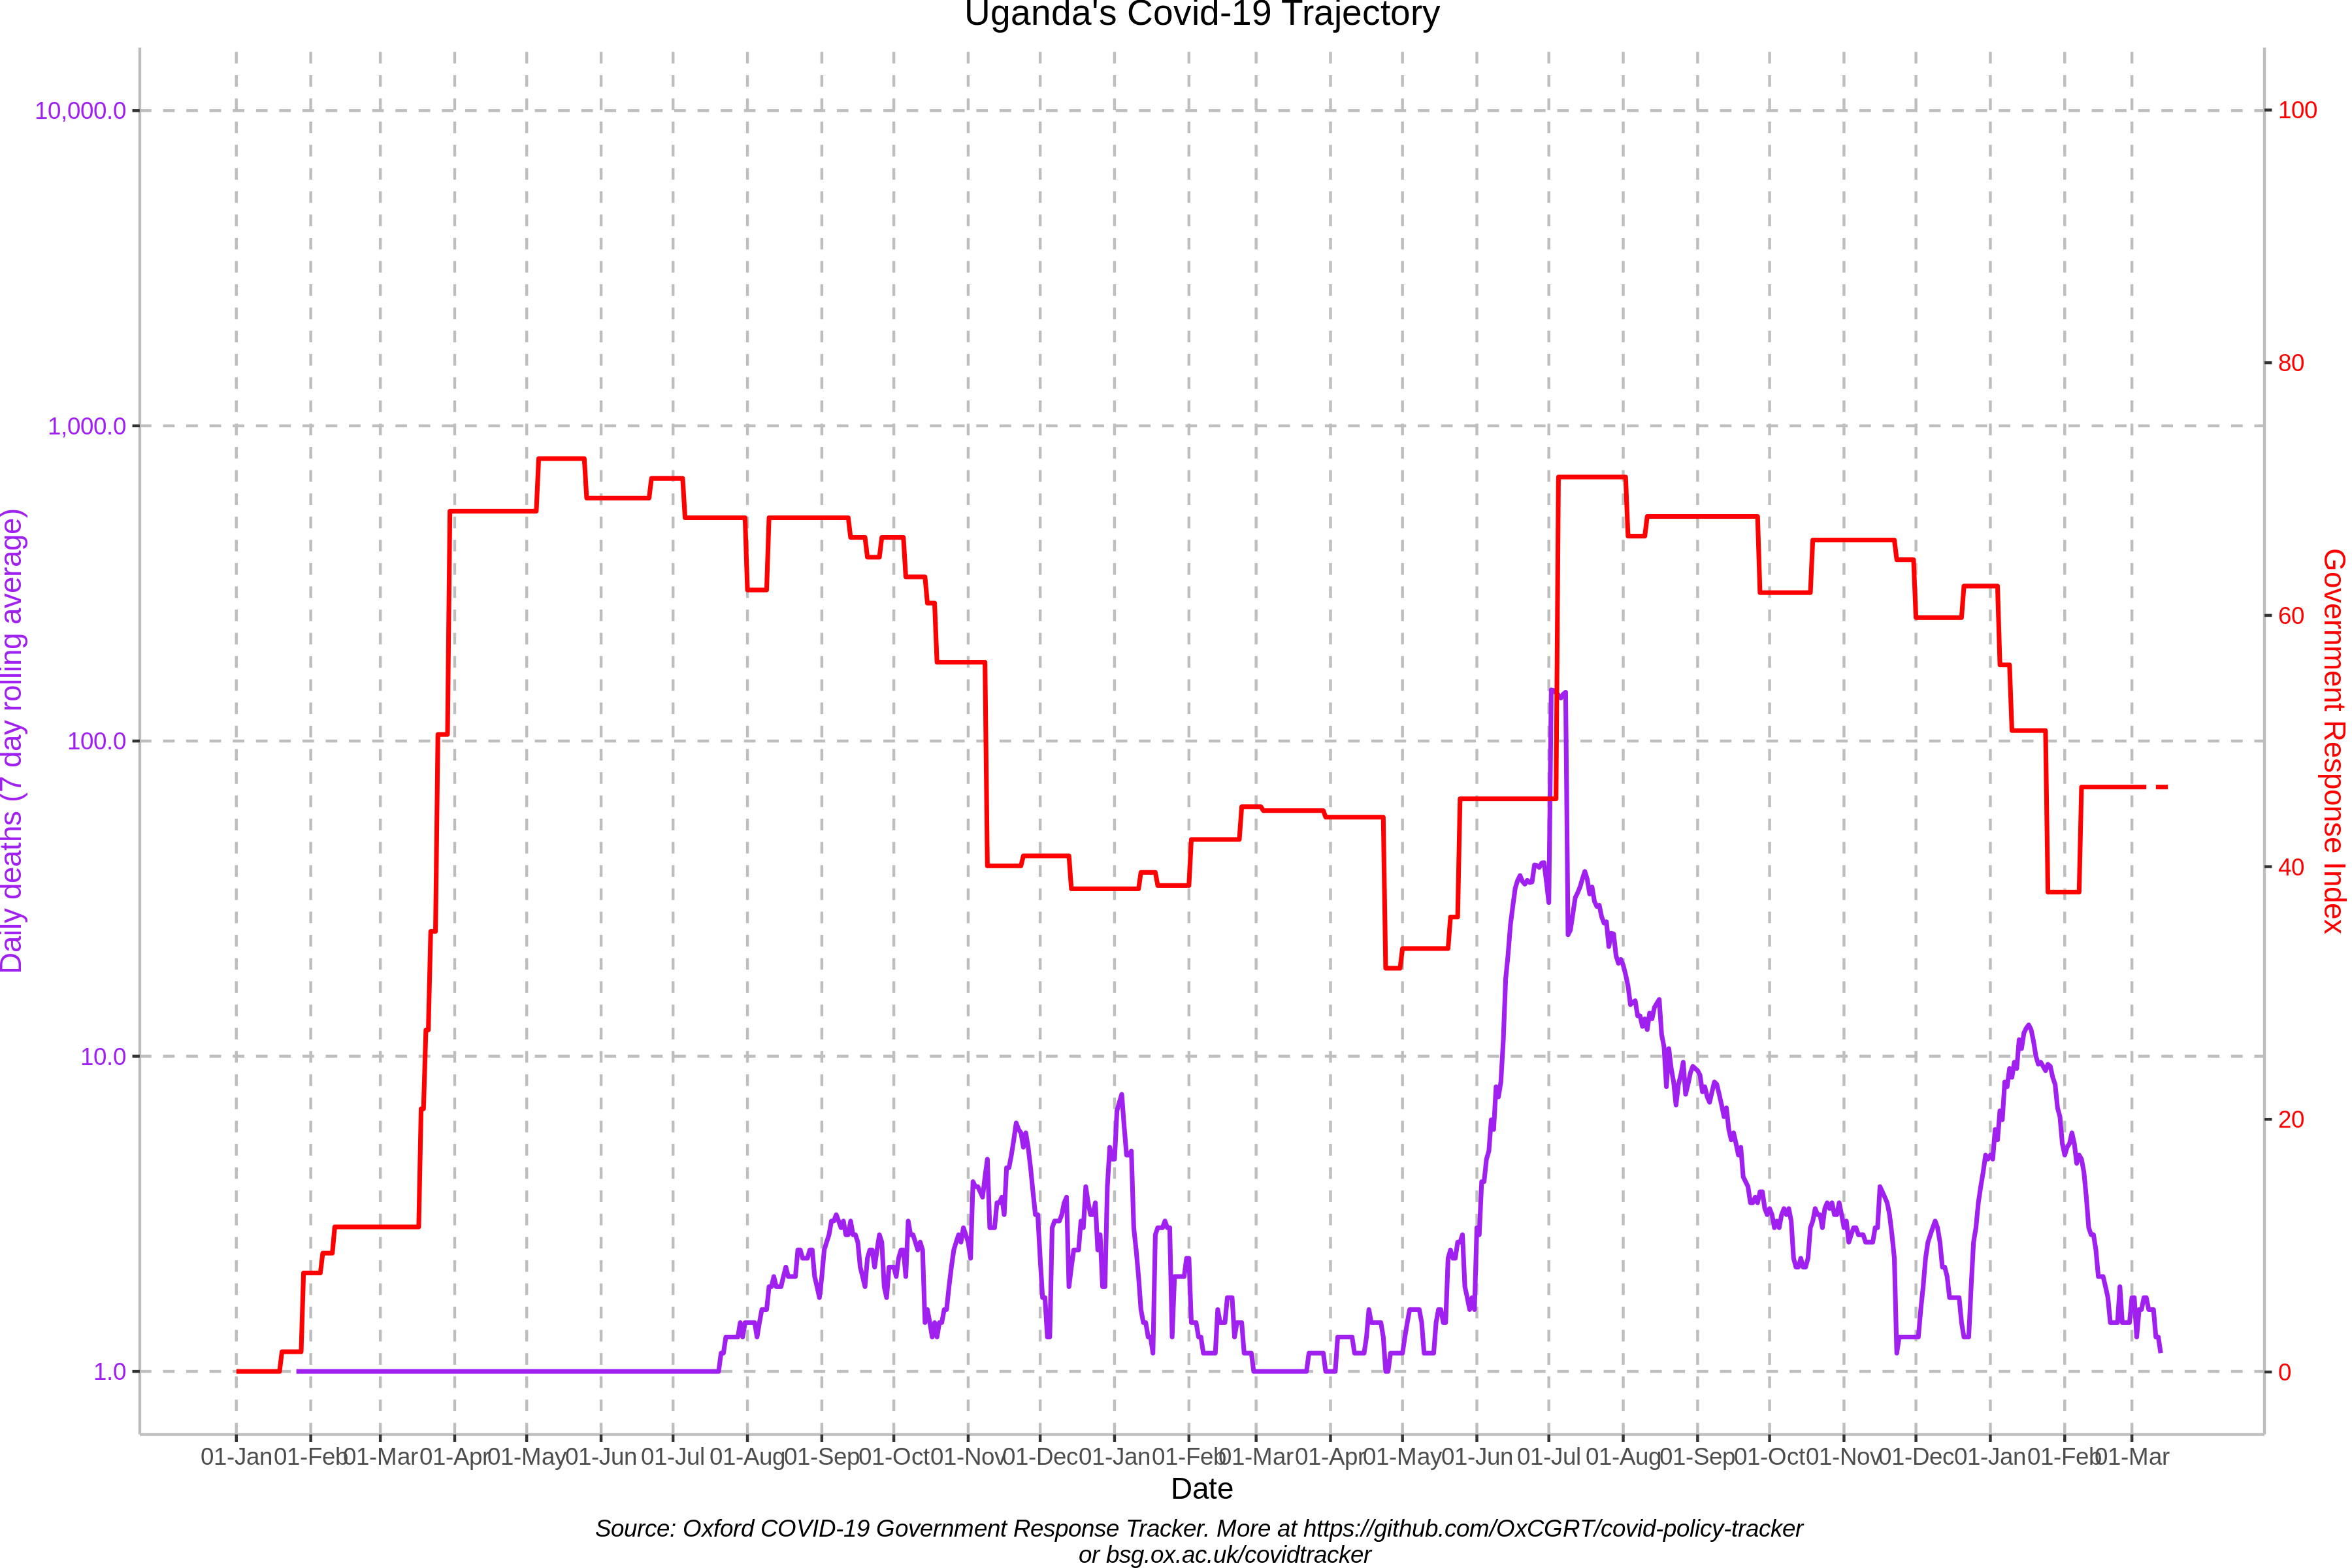 Uganda's Covid-19 Trajectory
10,000.0
1,000.0
100.0
10.0
1.0
Daily deaths (7 day rolling average)
100
80
60
40
20
0
Government Response Index
01-Jan 01-Feb 01-Mar 01-Apr 01-May 01-Jun 01-Jul 01-Aug 01-Sep 01-Oct 01-Nov 01-Dec 01-Jan 01-Feb 01-Mar 01-Apr 01-May 01-Jun 01-Jul 01-Aug 01-Sep 01-Oct 01-Nov 01-Dec 01-Jan 01-Feb 01-Mar
Date
Source: Oxford COVID-19 Government Response Tracker. More at https://github.com/OxCGRT/covid-policy-tracker
or bsg.ox.ac.uk/covidtracker